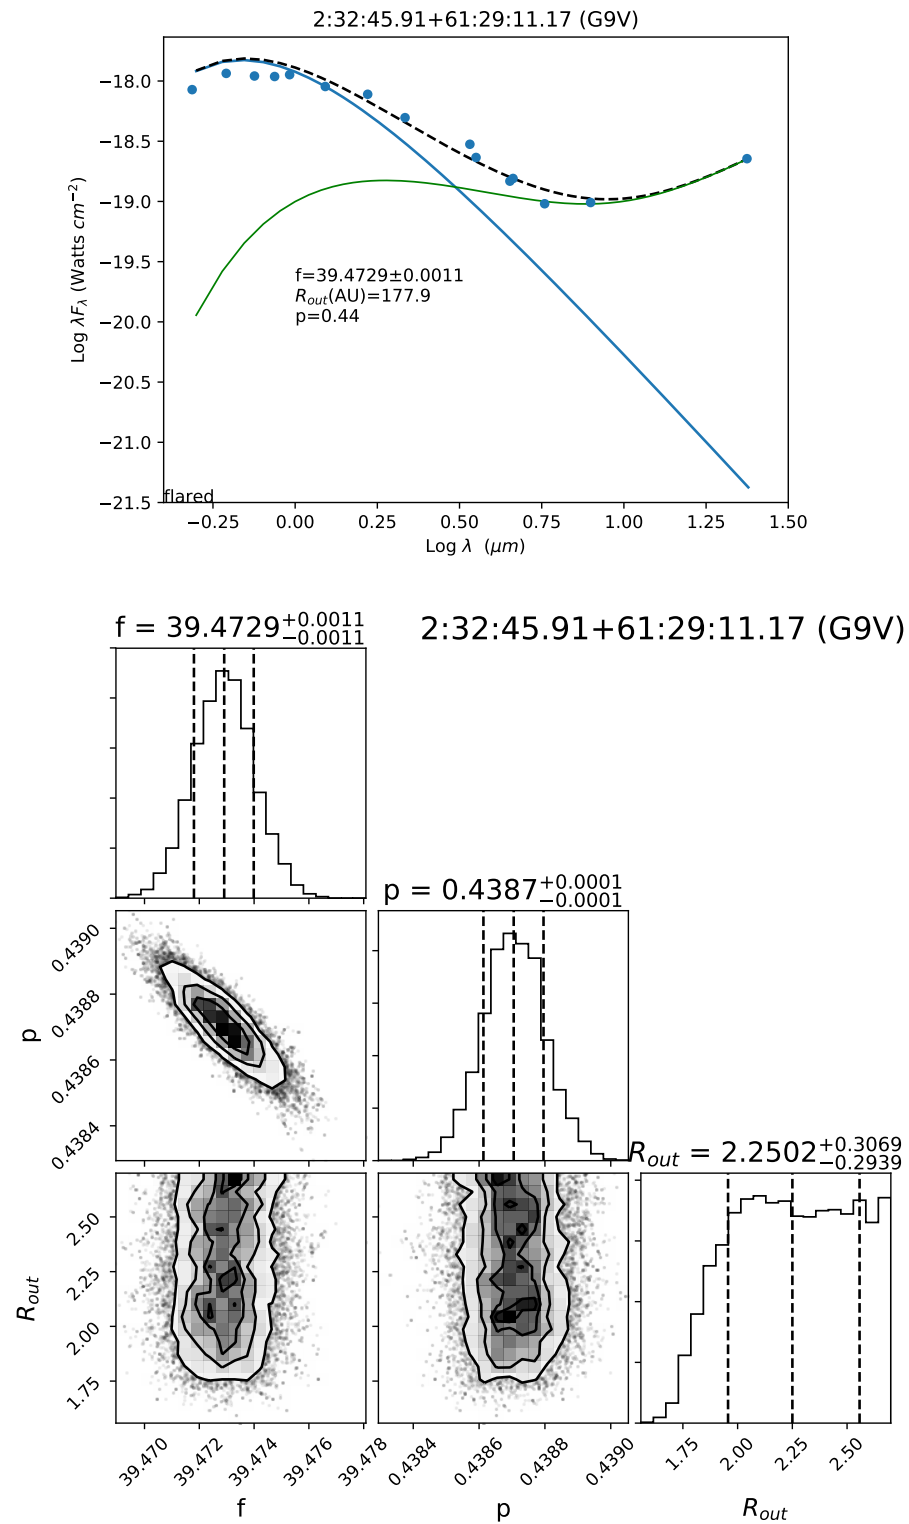 2:32:45.91+61:29:11.17 (G9V)
Log λFλ (Watts cm−2)
−18.0
−18.5
−19.0
−19.5
−20.0
−20.5
−21.0
−21.5
f=39.4729±0.0011
Rout(AU)=177.9
p=0.44
flared
−0.25 0.00 0.25 0.50 0.75 1.00 1.25 1.50
Log λ (μm)
f = 39.4729+0.0011−0.0011
2:32:45.91+61:29:11.17 (G9V)
p = 0.4387+0.0001−0.0001
p
0.4390
0.4388
0.4386
0.4384
Rout = 2.2502+0.3069−0.2939
Rout
2.50
2.25
2.00
1.75
39.470 39.472 39.474 39.476 39.478
0.4384 0.4386 0.4388 0.4390
1.75 2.00 2.25 2.50
f
p
Rout